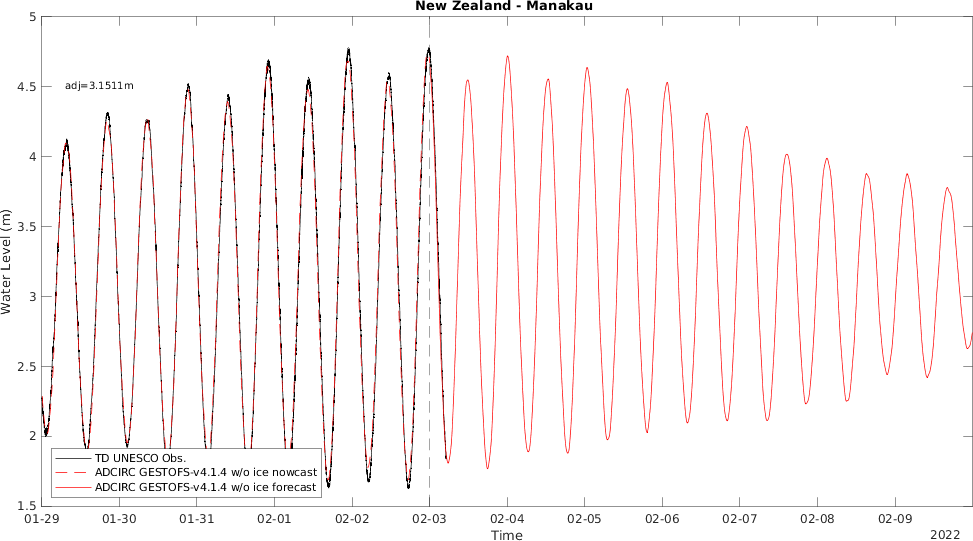 New Zealand - Manakau
5
4.5
4
3.5
3
2.5
2
1.5
Water Level (m)
adj=3.1511m
TD UNESCO Obs.
ADCIRC GESTOFS-v4.1.4 w/o ice nowcast
ADCIRC GESTOFS-v4.1.4 w/o ice forecast
01-29 01-30 01-31 02-01 02-02 02-03 02-04 02-05 02-06 02-07 02-08 02-09
Time
2022